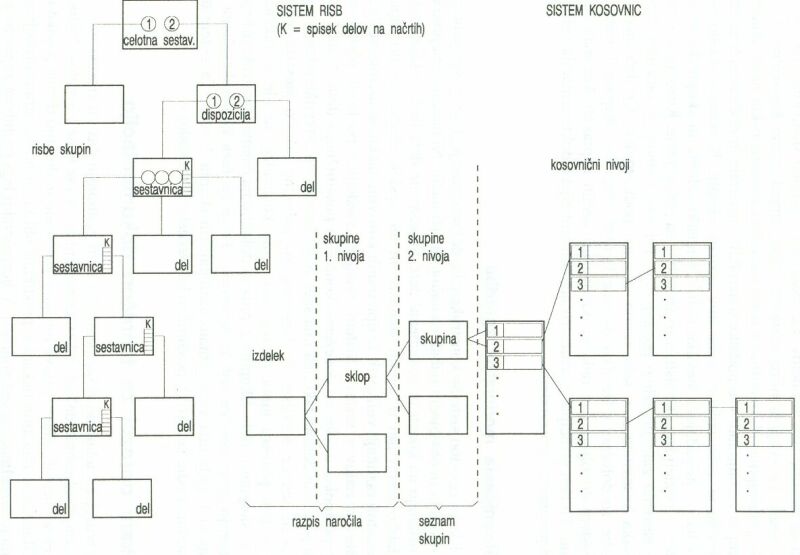 SISTEM RISB
(K = spisek delov na načrtih)
SISTEM KOSOVNIC
1 2
celotna sestav.
1 2
dispozicija
risbe skupin
K
sestavnica
del
kosovnični nivoji
skupine
1. nivoja
skupine
2. nivoja
K
sestavnica
del
del
1
2
3
1
2
3
del
K
sestavnica
izdelek
sklop
skupina
1
2
3
K
sestavnica
del
1
2
3
1
2
3
1
2
3
del
del
razpis naročila
seznam
skupin